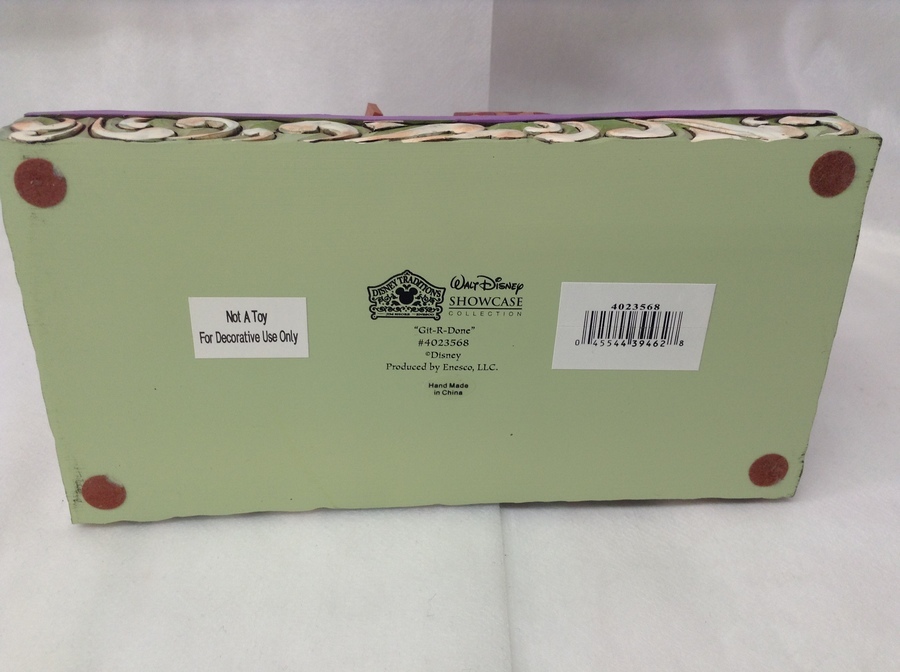 Not A Toy
For Decorative Use Only
DISNEY TRADITIONS
Walt Disney
SHOWCASE
COLLECTION
"Git-R-Done"
#4023568
©Disney
Produced by Enesco, LLC.
Hand Made
in China
4023568
0 45544 39462 8